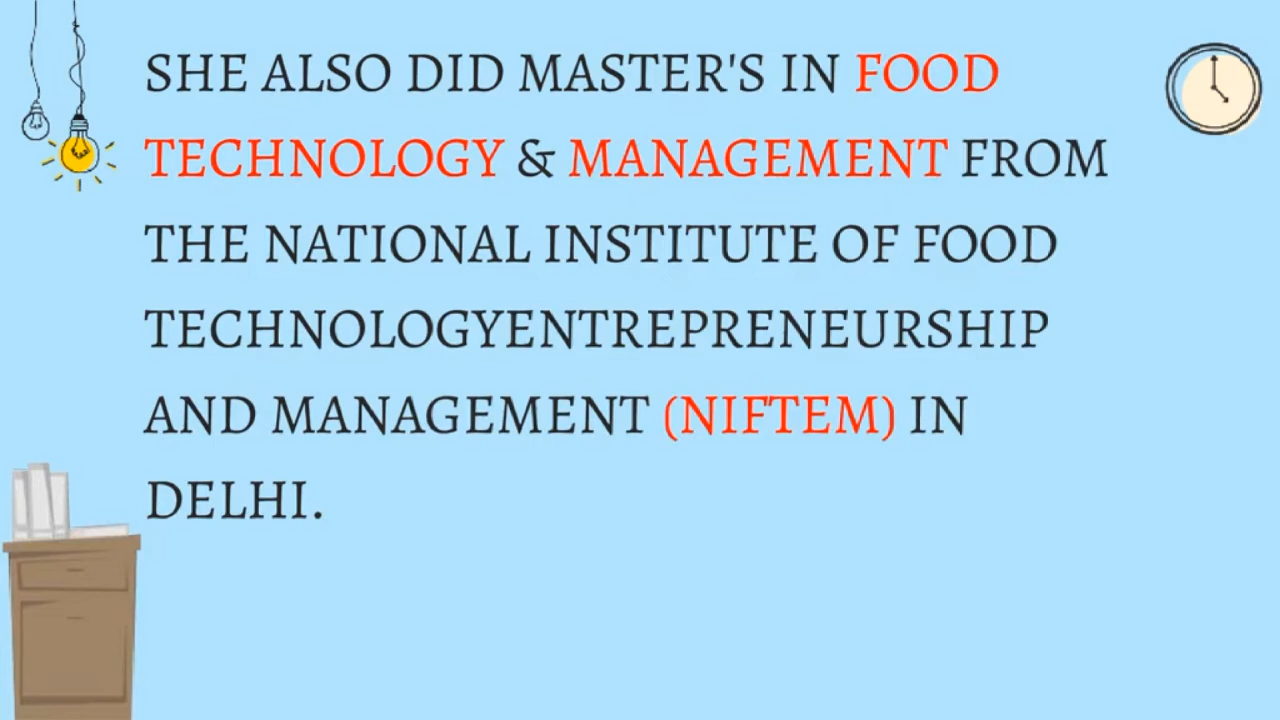 SHE ALSO DID MASTER'S IN FOOD
TECHNOLOGY & MANAGEMENT FROM
THE NATIONAL INSTITUTE OF FOOD
TECHNOLOGYENTREPRENEURSHIP
AND MANAGEMENT (NIFTEM) IN
DELHI.